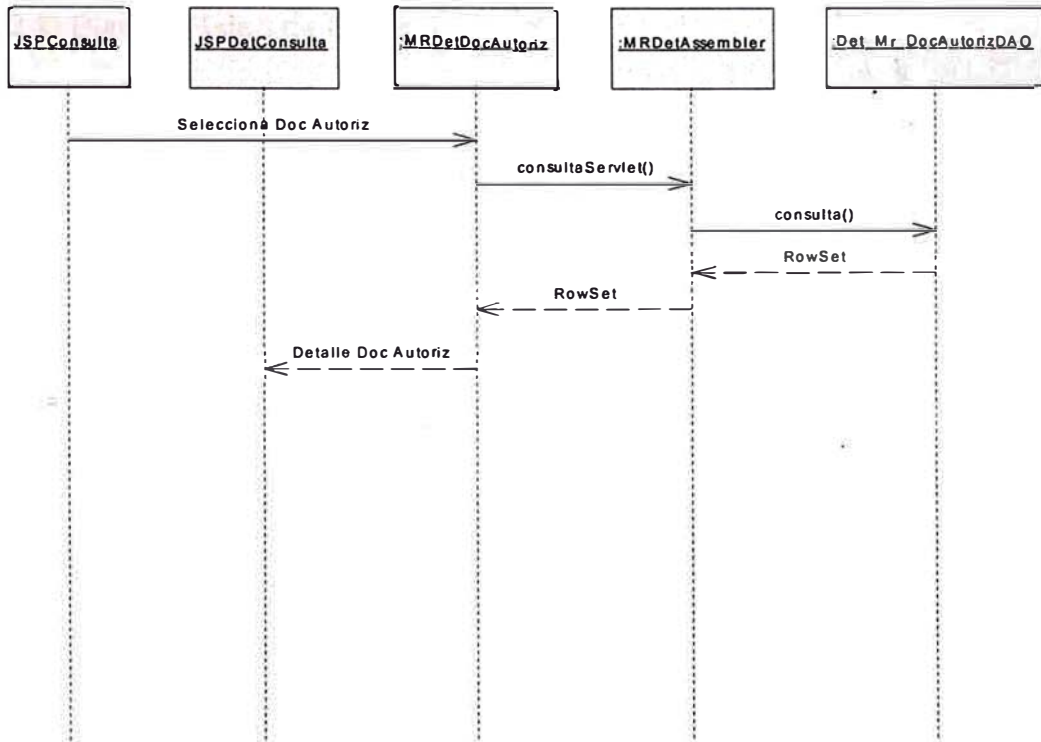 JSPConsulta
JSPDetConsulta
:MRDetDocAutoriz
:MRDetAssembler
:Det_Mr_DocAutorizDAO
Selecciona Doc Autoriz
consultaServlet()
consulta()
RowSet
RowSet
Detalle Doc Autoriz